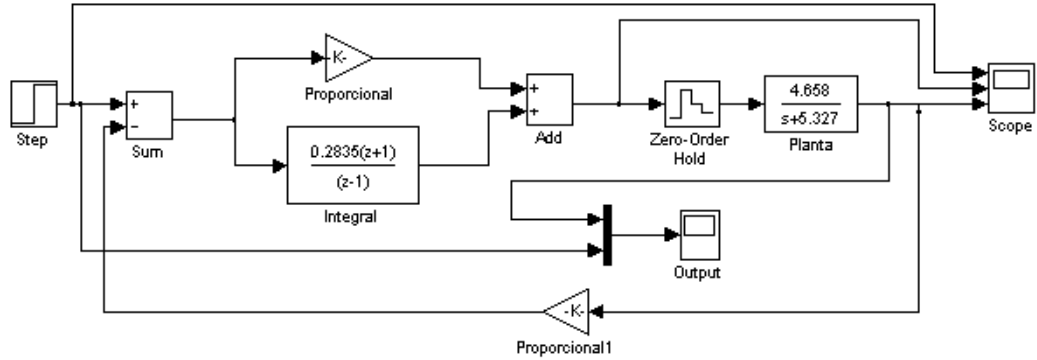 Step
+
−
Sum
K-
Proporcional
0.2835(z+1)
(z-1)
Integral
+
+
Add
Zero-Order
Hold
4.658
s+5.327
Planta
Scope
Output
-K-
Proporcional1